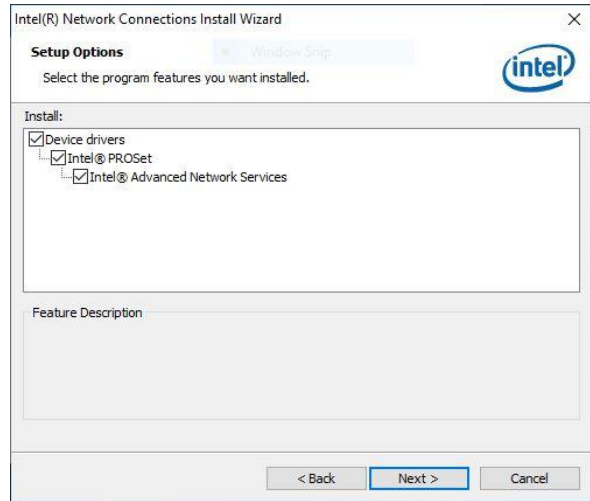 Intel(R) Network Connections Install Wizard
Setup Options
Window Snip
Select the program features you want installed.
intel
Install:
Device drivers
Intel® PROSet
Intel® Advanced Network Services
Feature Description
< Back
Next >
Cancel